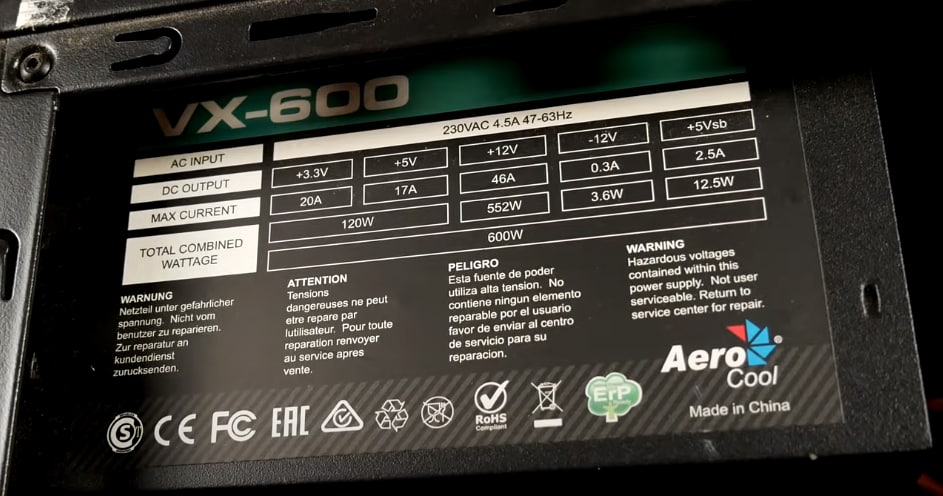 VX-600
AC INPUT 230VAC 4.5A 47-63Hz
DC OUTPUT +3.3V +5V +12V -12V +5Vsb
MAX CURRENT 20A 17A 46A 0.3A 2.5A
TOTAL COMBINED
WATTAGE
120W 552W 3.6W 12.5W
600W
WARNUNG
Netzteil unter gefahrlicher
spannung. Nicht vom
benutzer zu reparieren.
Zur reparatur an
kundendienst
zurucksenden.
ATTENTION
Tensions
dangereuses ne peut
etre repare par
lutilisateur. Pour toute
reparation renvoyer
au service apres
vente.
PELIGRO
Esta fuente de poder
utiliza alta tension. No
contiene ningun elemento
reparable por el usuario
favor de enviar al centro
de servicio para su
reparacion.
WARNING
Hazardous voltages
contained within this
power supply. Not user
serviceable. Return to
service center for repair.
Aero
Cool
®
S
CE FC EAC
RoHS
Compliant
ErP
Made in China